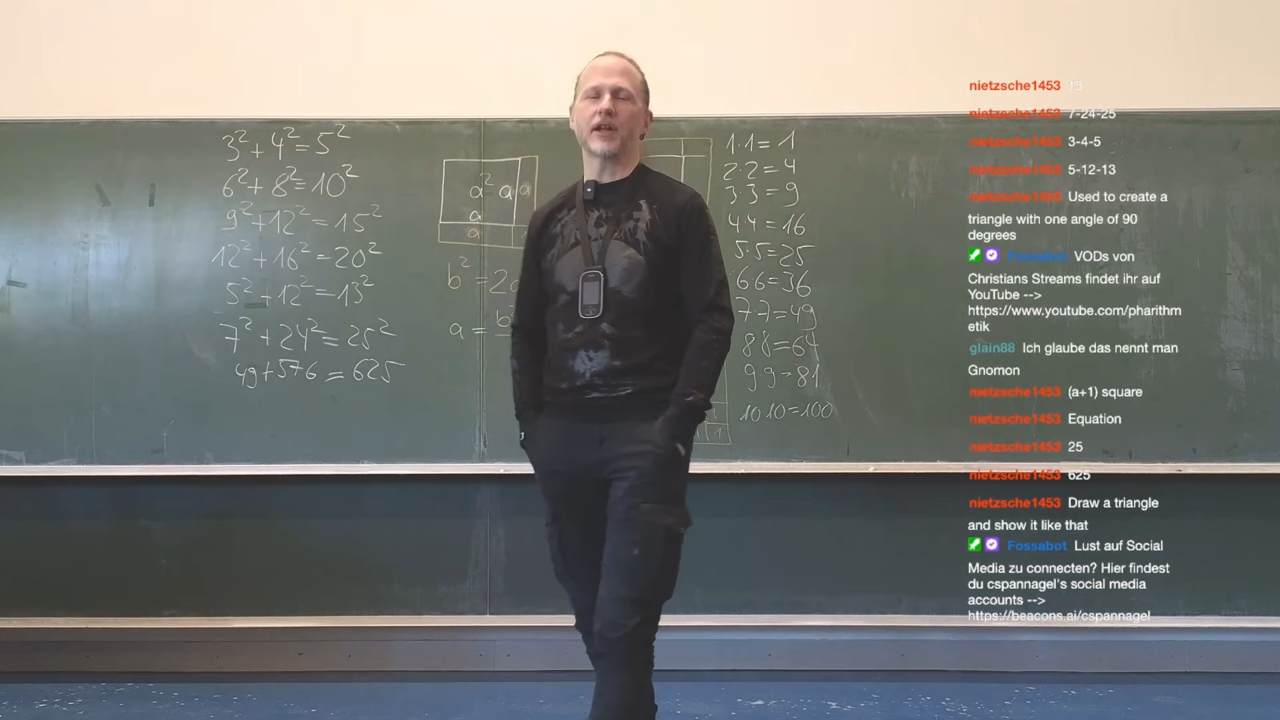 3²+4²=5²
6²+8²=10²
9²+12²=15²
12²+16²=20²
5²+12²=13²
7²+24²=25²
49+576=625
a² a a
a
a
b²=2
a=b
1·1=1
2·2=4
3·3=9
4·4=16
5·5=25
6·6=36
7·7=49
8·8=64
9·9=81
10·10=100
1
nietzsche1453 13
nietzsche1453 7-24-25
nietzsche1453 3-4-5
nietzsche1453 5-12-13
nietzsche1453 Used to create a
triangle with one angle of 90
degrees
Fossabot VODs von
Christians Streams findet ihr auf
YouTube -->
https://www.youtube.com/pharithm
etik
glain88 Ich glaube das nennt man
Gnomon
nietzsche1453 (a+1) square
nietzsche1453 Equation
nietzsche1453 25
nietzsche1453 625
nietzsche1453 Draw a triangle
and show it like that
Fossabot Lust auf Social
Media zu connecten? Hier findest
du cspannagel's social media
accounts -->
https://beacons.ai/cspannagel